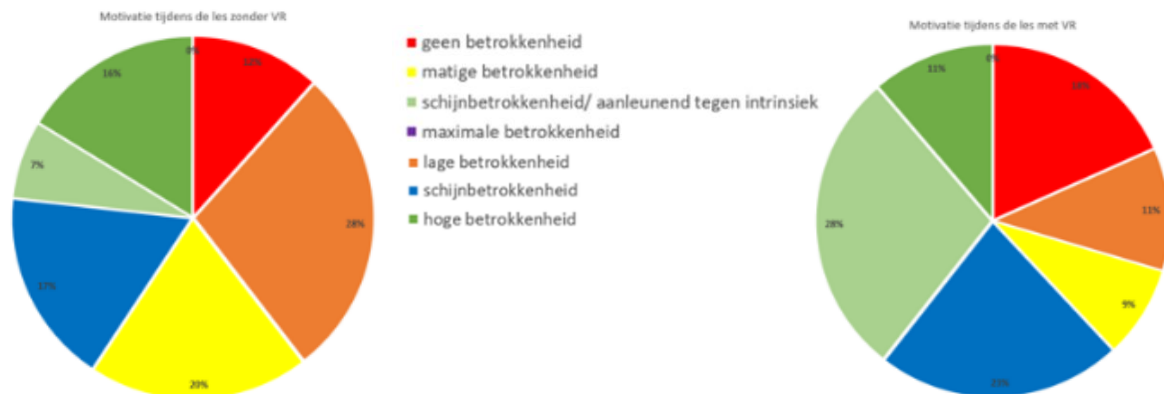 Motivatie tijdens de les zonder VR
0%
12%
28%
20%
17%
7%
16%
geen betrokkenheid
matige betrokkenheid
schijnbetrokkenheid/ aanleunend tegen intrinsiek
maximale betrokkenheid
lage betrokkenheid
schijnbetrokkenheid
hoge betrokkenheid
Motivatie tijdens de les met VR
0%
11%
9%
28%
11%